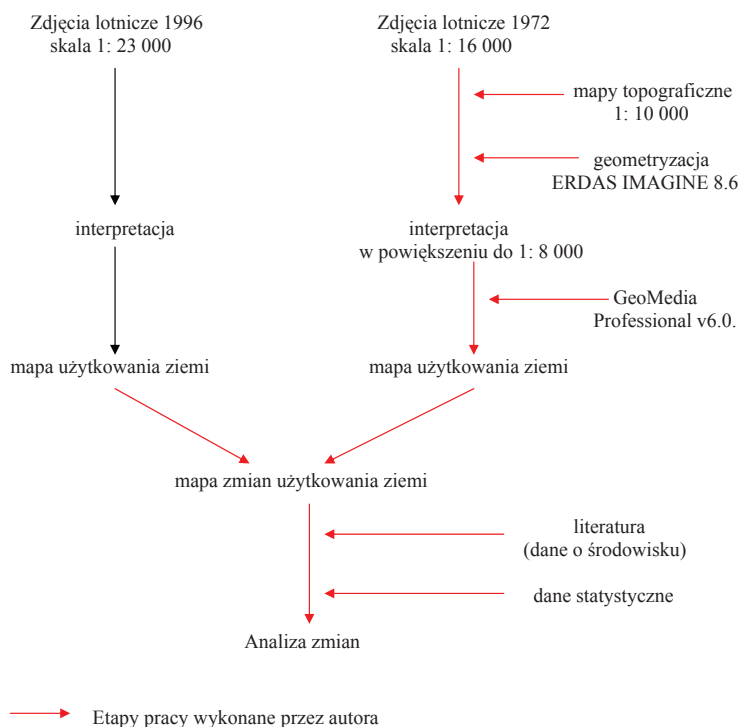 Zdjęcia lotnicze 1996
skala 1: 23 000
Zdjęcia lotnicze 1972
skala 1: 16 000
mapy topograficzne
1: 10 000
geometryzacja
ERDAS IMAGINE 8.6
interpretacja
interpretacja
w powiększeniu do 1: 8 000
GeoMedia
Professional v6.0.
mapa użytkowania ziemi
mapa użytkowania ziemi
mapa zmian użytkowania ziemi
literatura
(dane o środowisku)
dane statystyczne
Analiza zmian
Etapy pracy wykonane przez autora